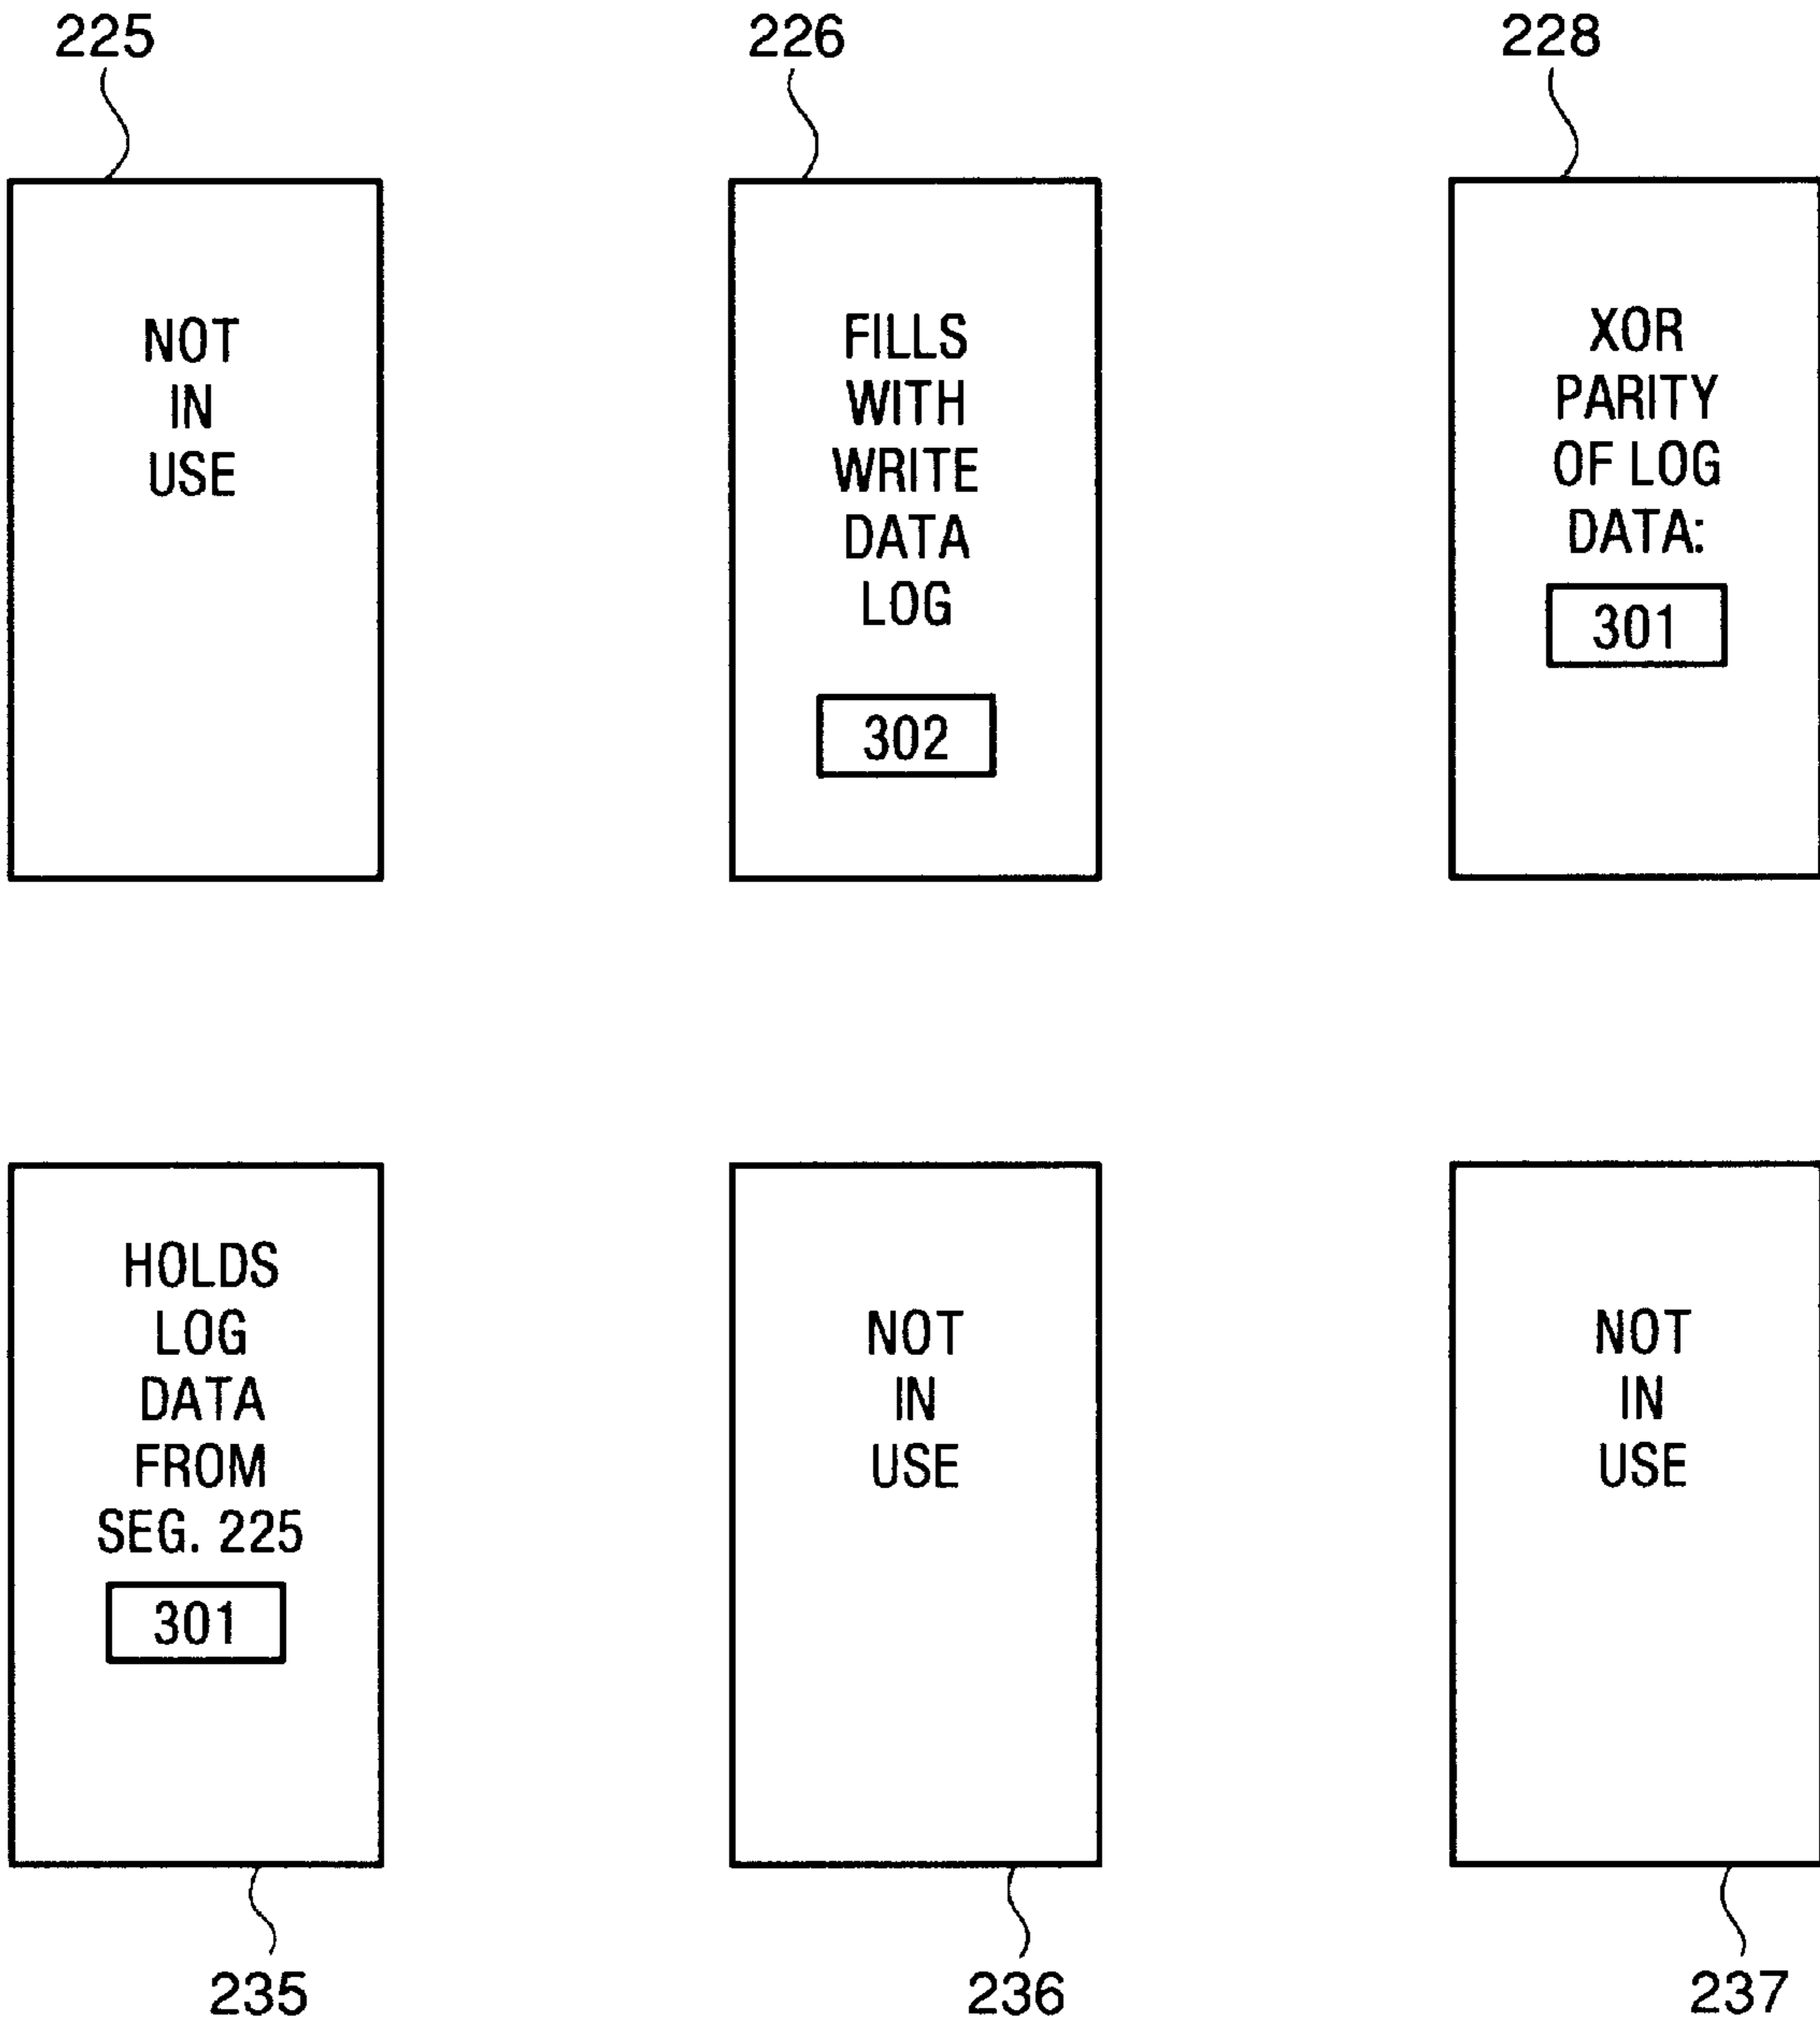 225
226
228
NOT
IN
USE
FILLS
WITH
WRITE
DATA
LOG
302
XOR
PARITY
OF LOG
DATA:
301
HOLDS
LOG
DATA
FROM
SEG. 225
301
NOT
IN
USE
NOT
IN
USE
235
236
237